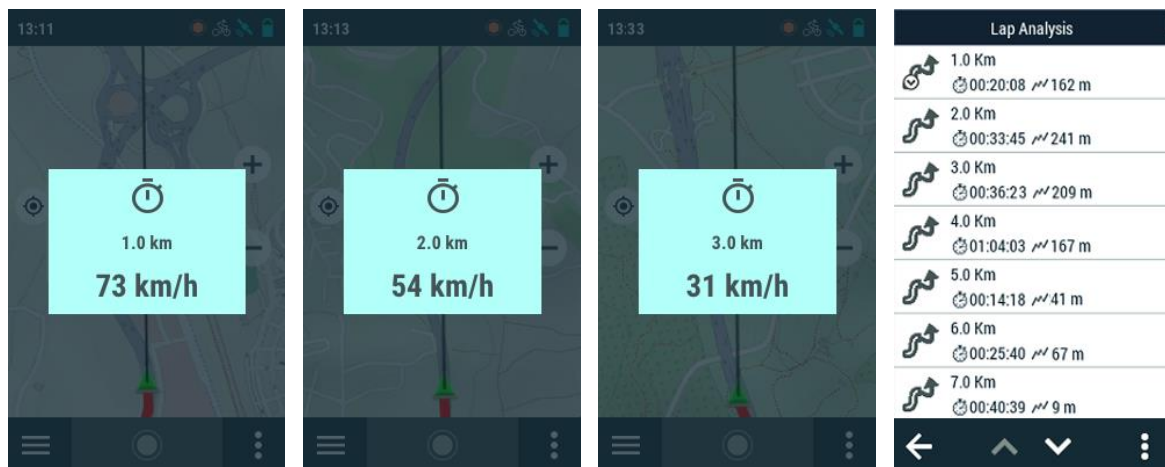 13:11
1.0 km
73 km/h
13:13
2.0 km
54 km/h
13:33
3.0 km
31 km/h
Lap Analysis
1.0 Km
00:20:08 162 m
2.0 Km
00:33:45 241 m
3.0 Km
00:36:23 209 m
4.0 Km
01:04:03 167 m
5.0 Km
00:14:18 41 m
6.0 Km
00:25:40 67 m
7.0 Km
00:40:39 9 m